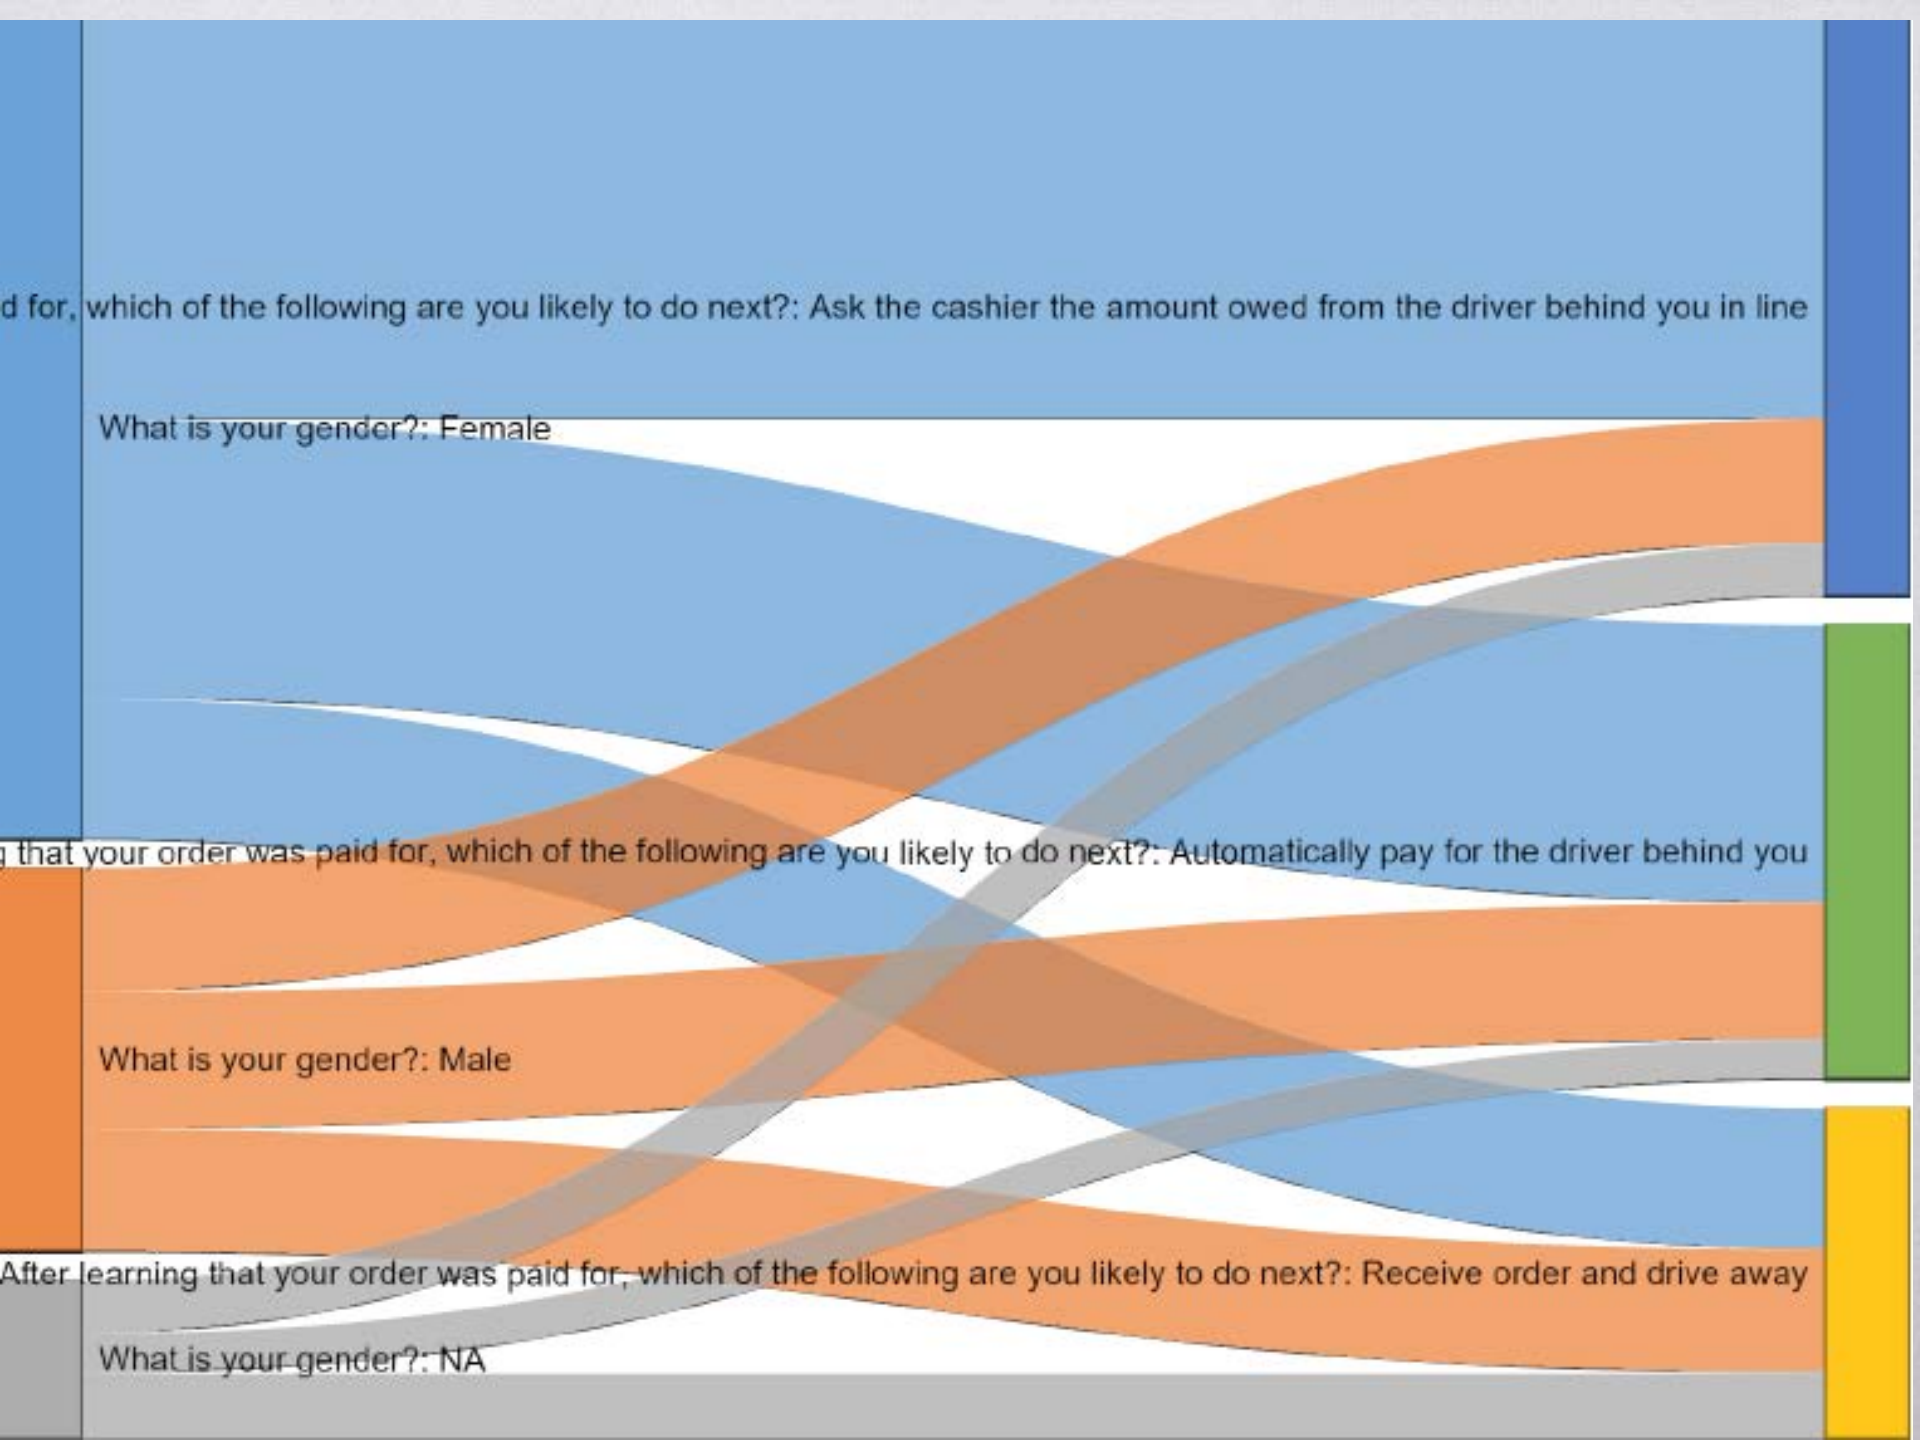 d for, which of the following are you likely to do next?: Ask the cashier the amount owed from the driver behind you in line
What is your gender?: Female
g that your order was paid for, which of the following are you likely to do next?: Automatically pay for the driver behind you
What is your gender?: Male
After learning that your order was paid for, which of the following are you likely to do next?: Receive order and drive away
What is your gender?: NA